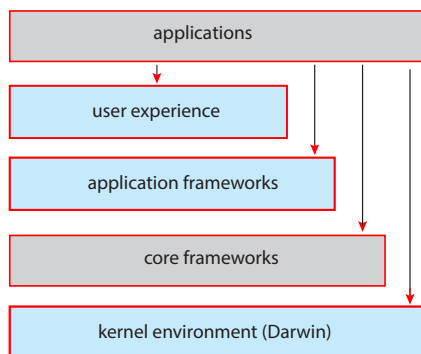 applications
user experience
application frameworks
core frameworks
kernel environment (Darwin)